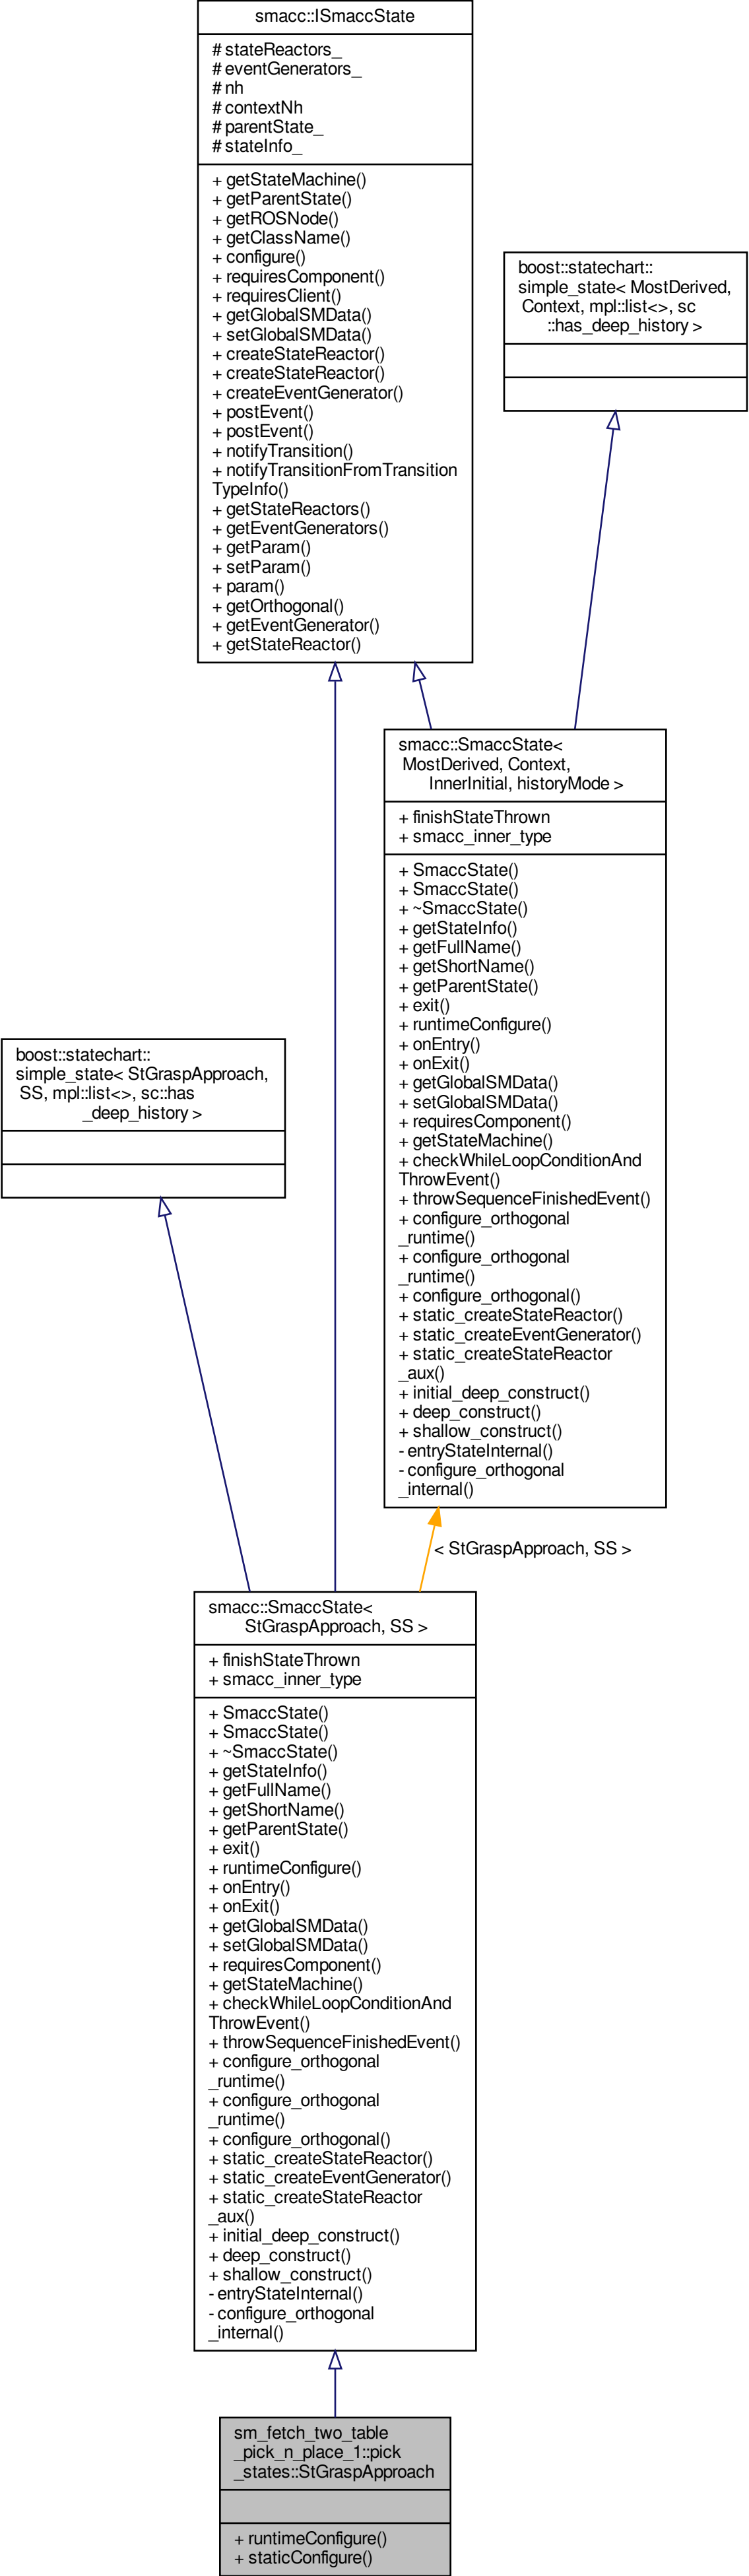 smacc::ISmaccState
# stateReactors_
# eventGenerators_
# nh
# contextNh
# parentState_
# stateInfo_
+ getStateMachine()
+ getParentState()
+ getROSNode()
+ getClassName()
+ configure()
+ requiresComponent()
+ requiresClient()
+ getGlobalSMData()
+ setGlobalSMData()
+ createStateReactor()
+ createStateReactor()
+ createEventGenerator()
+ postEvent()
+ postEvent()
+ notifyTransition()
+ notifyTransitionFromTransition
TypeInfo()
+ getStateReactors()
+ getEventGenerators()
+ getParam()
+ setParam()
+ param()
+ getOrthogonal()
+ getEventGenerator()
+ getStateReactor()
boost::statechart::
simple_state< MostDerived,
Context, mpl::list<>, sc
::has_deep_history >
smacc::SmaccState<
MostDerived, Context,
InnerInitial, historyMode >
+ finishStateThrown
+ smacc_inner_type
+ SmaccState()
+ SmaccState()
+ ~SmaccState()
+ getStateInfo()
+ getFullName()
+ getShortName()
+ getParentState()
+ exit()
+ runtimeConfigure()
+ onEntry()
+ onExit()
+ getGlobalSMData()
+ setGlobalSMData()
+ requiresComponent()
+ getStateMachine()
+ checkWhileLoopConditionAnd
ThrowEvent()
+ throwSequenceFinishedEvent()
+ configure_orthogonal
_runtime()
+ configure_orthogonal
_runtime()
+ configure_orthogonal()
+ static_createStateReactor()
+ static_createEventGenerator()
+ static_createStateReactor
_aux()
+ initial_deep_construct()
+ deep_construct()
+ shallow_construct()
- entryStateInternal()
- configure_orthogonal
_internal()
boost::statechart::
simple_state< StGraspApproach,
SS, mpl::list<>, sc::has
_deep_history >
< StGraspApproach, SS >
smacc::SmaccState<
StGraspApproach, SS >
+ finishStateThrown
+ smacc_inner_type
+ SmaccState()
+ SmaccState()
+ ~SmaccState()
+ getStateInfo()
+ getFullName()
+ getShortName()
+ getParentState()
+ exit()
+ runtimeConfigure()
+ onEntry()
+ onExit()
+ getGlobalSMData()
+ setGlobalSMData()
+ requiresComponent()
+ getStateMachine()
+ checkWhileLoopConditionAnd
ThrowEvent()
+ throwSequenceFinishedEvent()
+ configure_orthogonal
_runtime()
+ configure_orthogonal
_runtime()
+ configure_orthogonal()
+ static_createStateReactor()
+ static_createEventGenerator()
+ static_createStateReactor
_aux()
+ initial_deep_construct()
+ deep_construct()
+ shallow_construct()
- entryStateInternal()
- configure_orthogonal
_internal()
sm_fetch_two_table
_pick_n_place_1::pick
_states::StGraspApproach
+ runtimeConfigure()
+ staticConfigure()